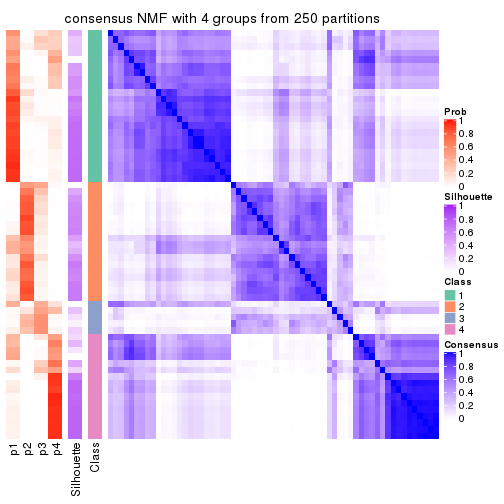 consensus NMF with 4 groups from 250 partitions
Prob
1
0.8
0.6
0.4
0.2
0
Silhouette
1
0.8
0.6
0.4
0.2
0
Class
1
2
3
4
Consensus
1
0.8
0.6
0.4
0.2
0
p1
p2
p3
p4
Silhouette
Class